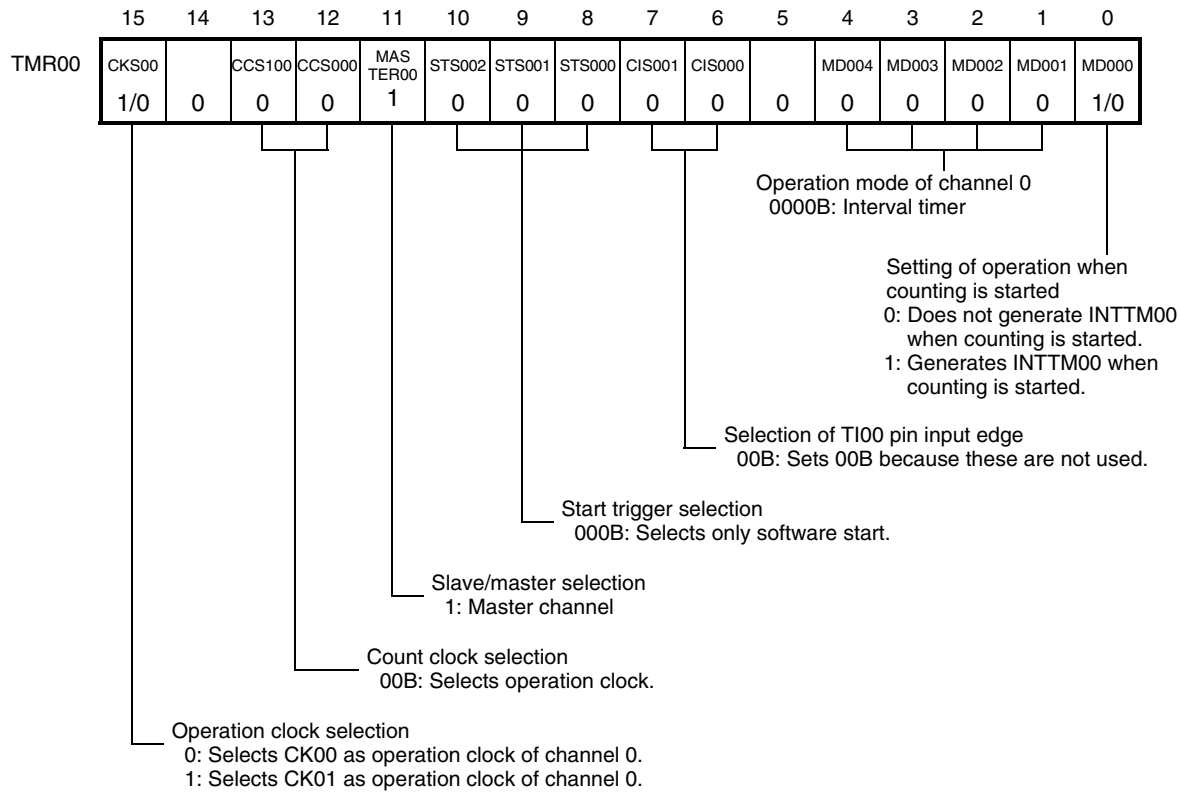 15 14 13 12 11 10 9 8 7 6 5 4 3 2 1 0
TMR00 CKS00 CCS100 CCS000 MAS TER00 STS002 STS001 STS000 CIS001 CIS000 MD004 MD003 MD002 MD001 MD000
1/0 0 0 0 1 0 0 0 0 0 0 0 0 0 0 1/0
Operation mode of channel 0
0000B: Interval timer
Setting of operation when
counting is started
0: Does not generate INTTM00
when counting is started.
1: Generates INTTM00 when
counting is started.
Selection of TI00 pin input edge
00B: Sets 00B because these are not used.
Start trigger selection
000B: Selects only software start.
Slave/master selection
1: Master channel
Count clock selection
00B: Selects operation clock.
Operation clock selection
0: Selects CK00 as operation clock of channel 0.
1: Selects CK01 as operation clock of channel 0.